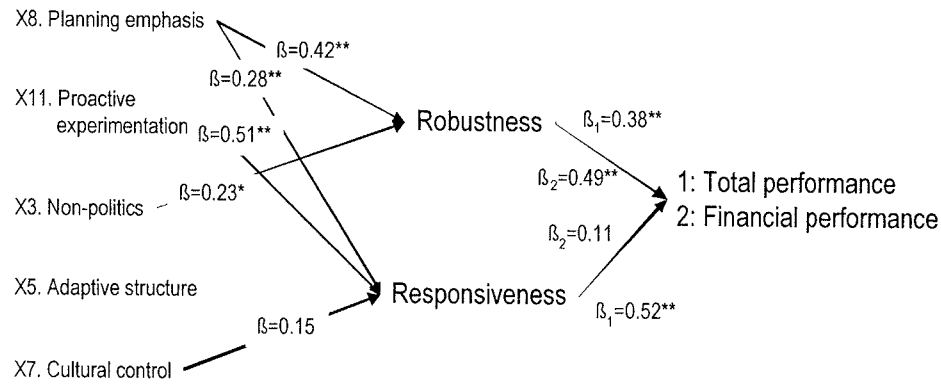 X8. Planning emphasis
ß=0.42**
ß=0.28**
X11. Proactive
experimentation
ß=0.51**
Robustness
ß1=0.38**
ß=0.23*
X3. Non-politics
ß2=0.49**
1: Total performance
2: Financial performance
ß2=0.11
X5. Adaptive structure
Responsiveness
ß1=0.52**
ß=0.15
X7. Cultural control